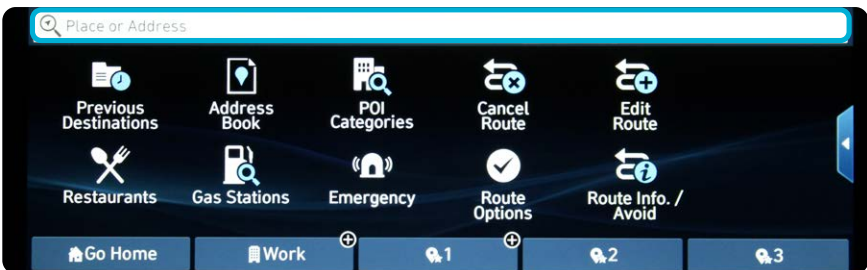 Place or Address
Previous
Destinations
Address
Book
POI
Categories
Cancel
Route
Edit
Route
Restaurants
Gas Stations
Emergency
Route
Options
Route Info. /
Avoid
Go Home
Work
1
2
3